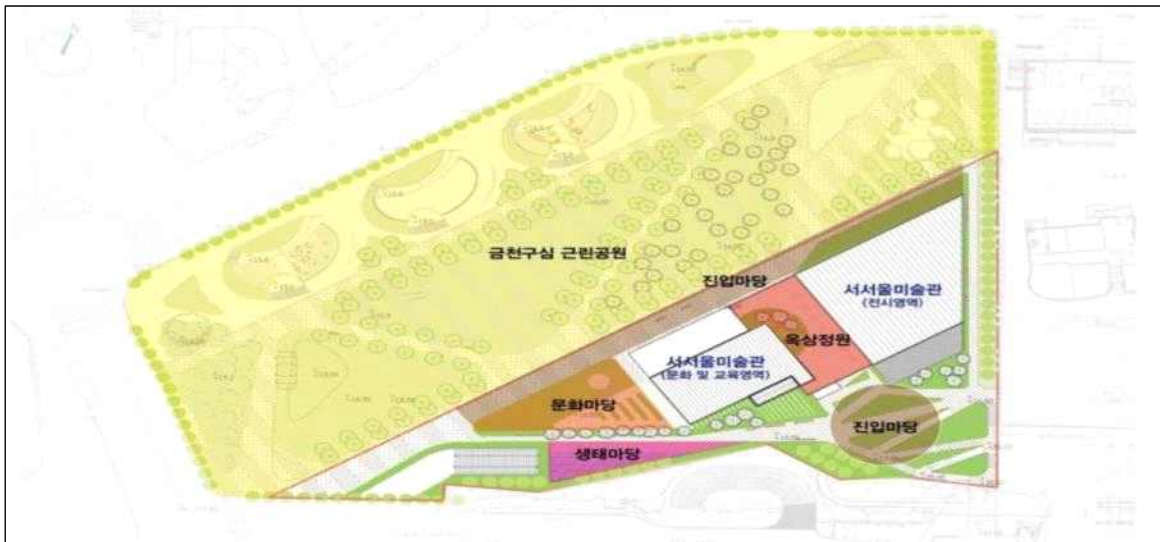 금천구심 근린공원
진입마당
서서울미술관
(전시영역)
옥상정원
서서울미술관
(문화 및 교육영역)
문화마당
진입마당
생태마당